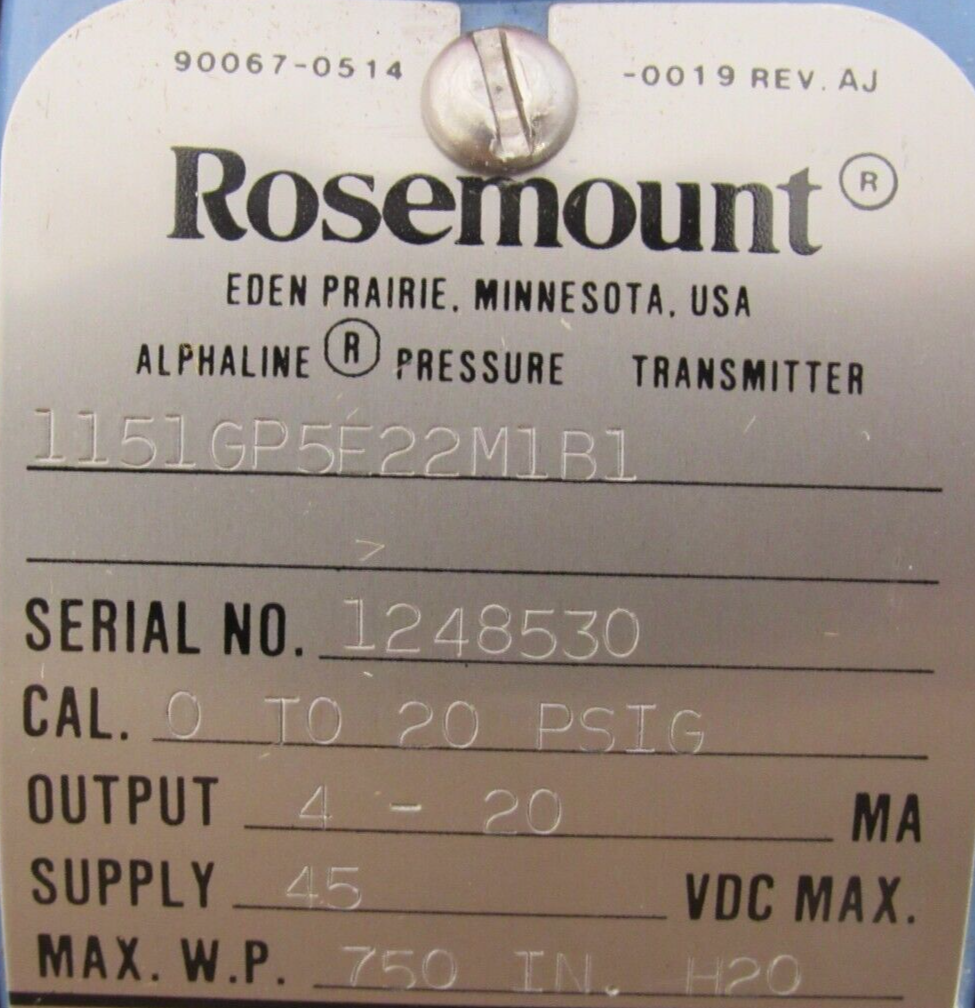 90067-0514 -0019 REV. AJ
Rosemount ®
EDEN PRAIRIE, MINNESOTA, USA
ALPHALINE ® PRESSURE TRANSMITTER
1151GP5E22M1B1
SERIAL NO. 1248530
CAL. 0 TO 20 PSIG
OUTPUT 4 - 20 MA
SUPPLY 45 VDC MAX.
MAX. W.P. 750 IN. H20